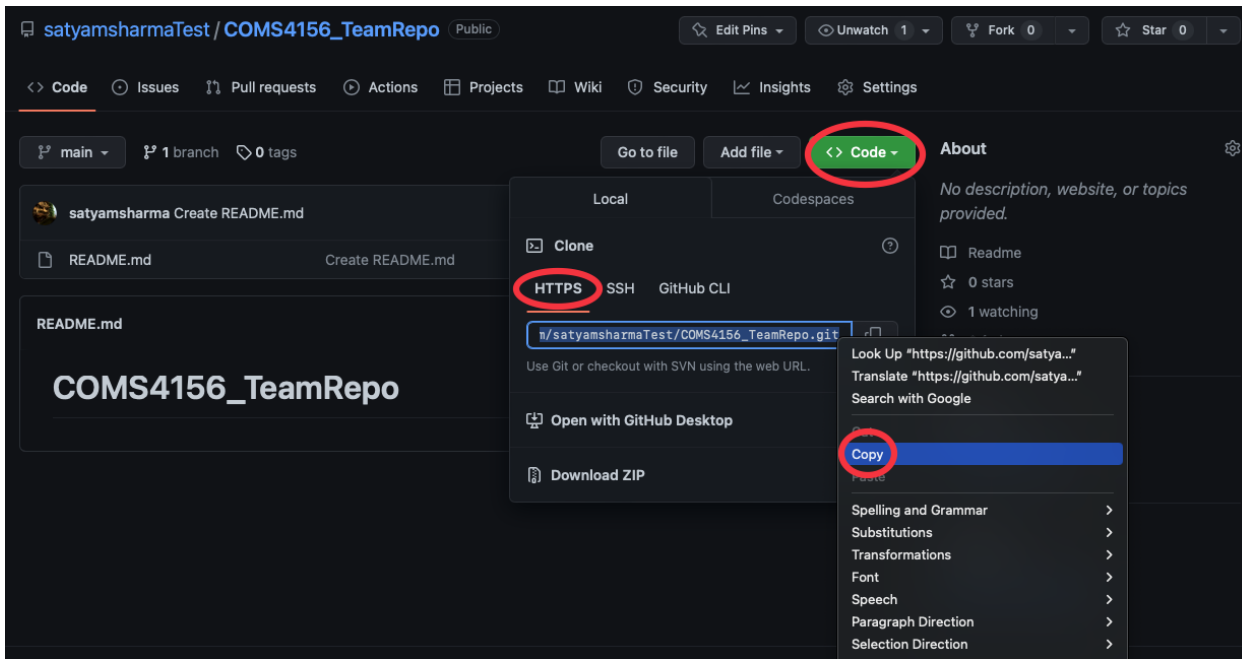 satyamsharmaTest / COMS4156_TeamRepo Public
Edit Pins Unwatch 1 Fork 0 Star 0
<> Code Issues Pull requests Actions Projects Wiki Security Insights Settings
main 1 branch 0 tags Go to file Add file <> Code
About
Local Codespaces
No description, website, or topics
provided.
satyamsharma Create README.md
Clone
Readme
README.md Create README.md
0 stars
HTTPS SSH GitHub CLI
1 watching
README.md
m/satyamsharmaTest/COMS4156_TeamRepo.git
Use Git or checkout with SVN using the web URL.
COMS4156_TeamRepo
Open with GitHub Desktop
Download ZIP
Look Up "https://github.com/satya..."
Translate "https://github.com/satya..."
Search with Google
Cut
Copy
Paste
Spelling and Grammar
Substitutions
Transformations
Font
Speech
Paragraph Direction
Selection Direction